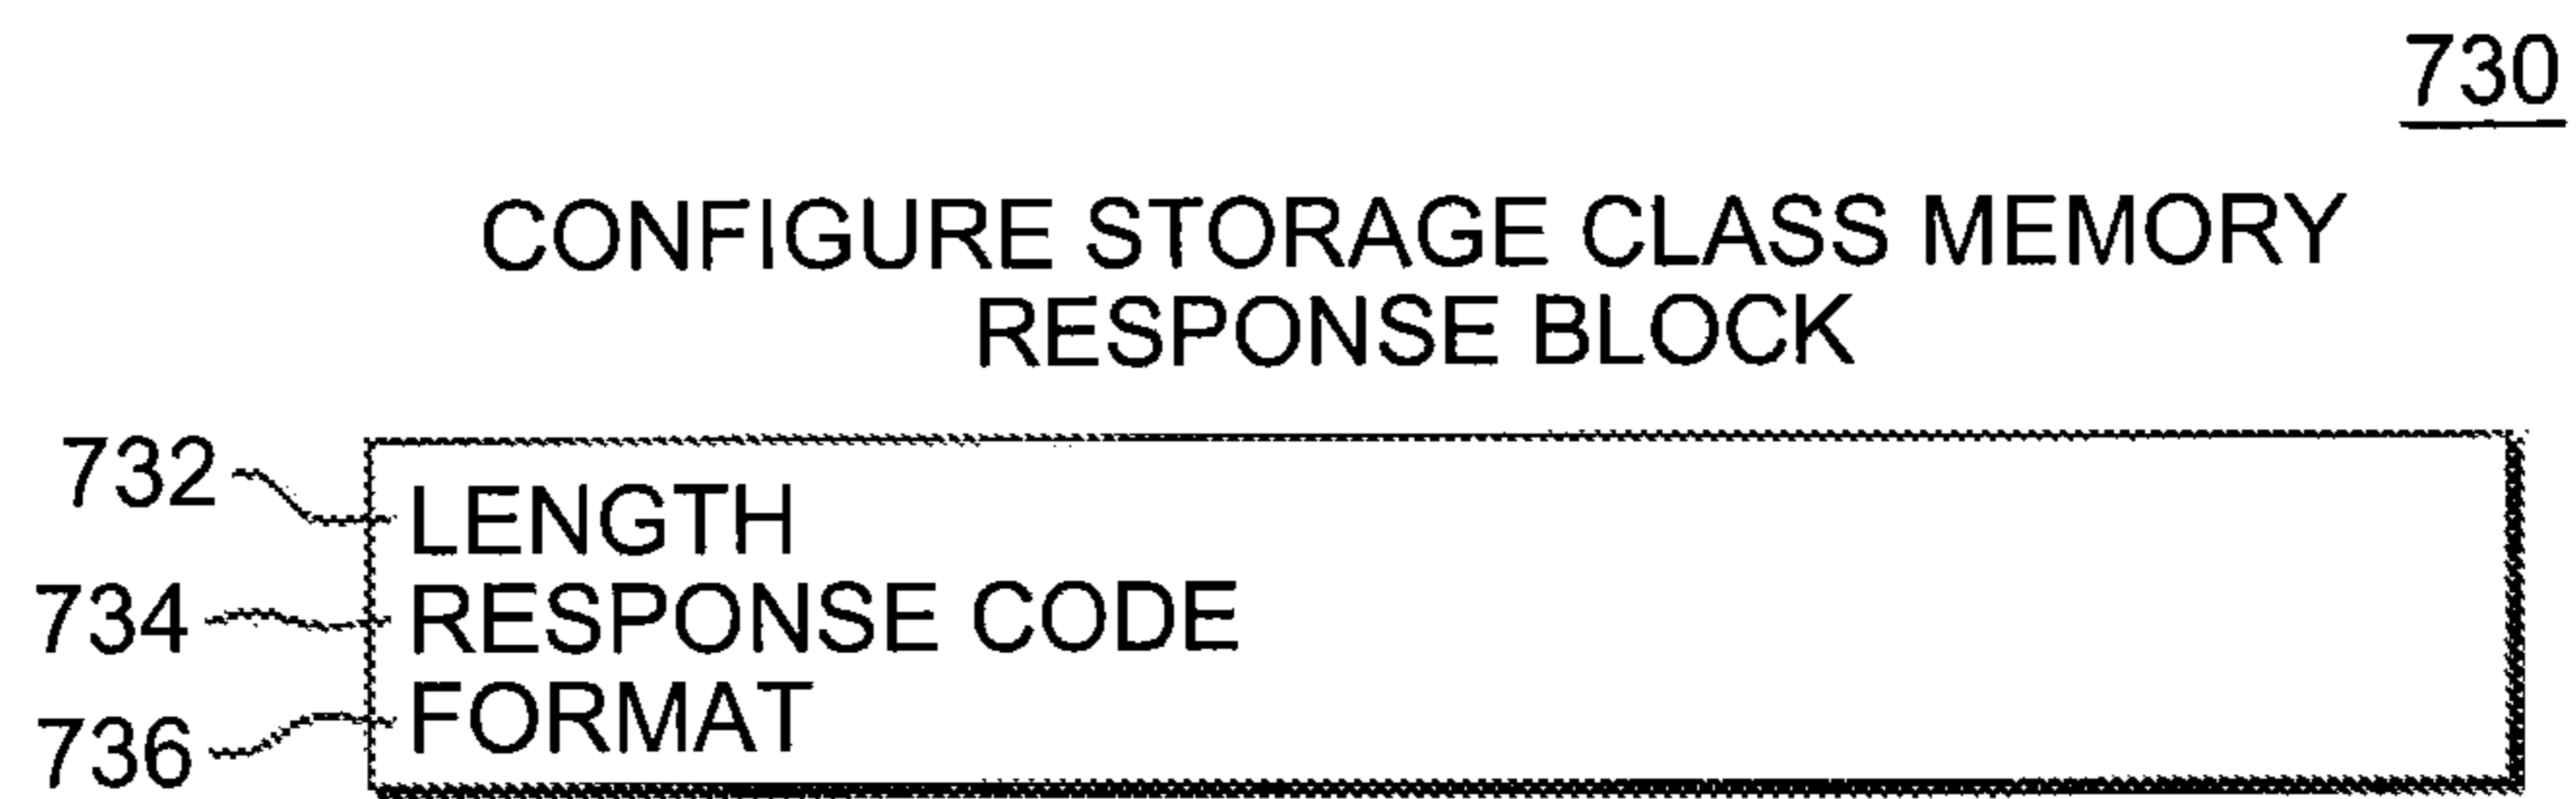 730
CONFIGURE STORAGE CLASS MEMORY
RESPONSE BLOCK
732 LENGTH
734 RESPONSE CODE
736 FORMAT